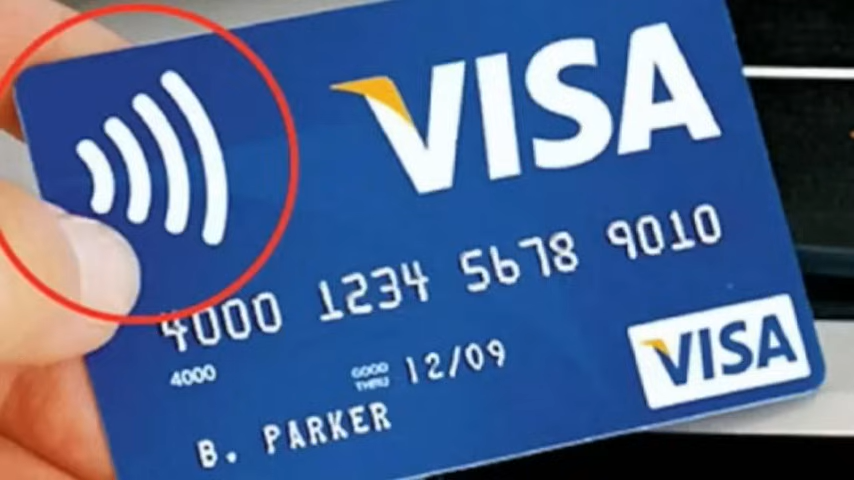 VISA
4000 1234 5678 9010
4000 GOOD THRU 12/09
VISA
B. PARKER